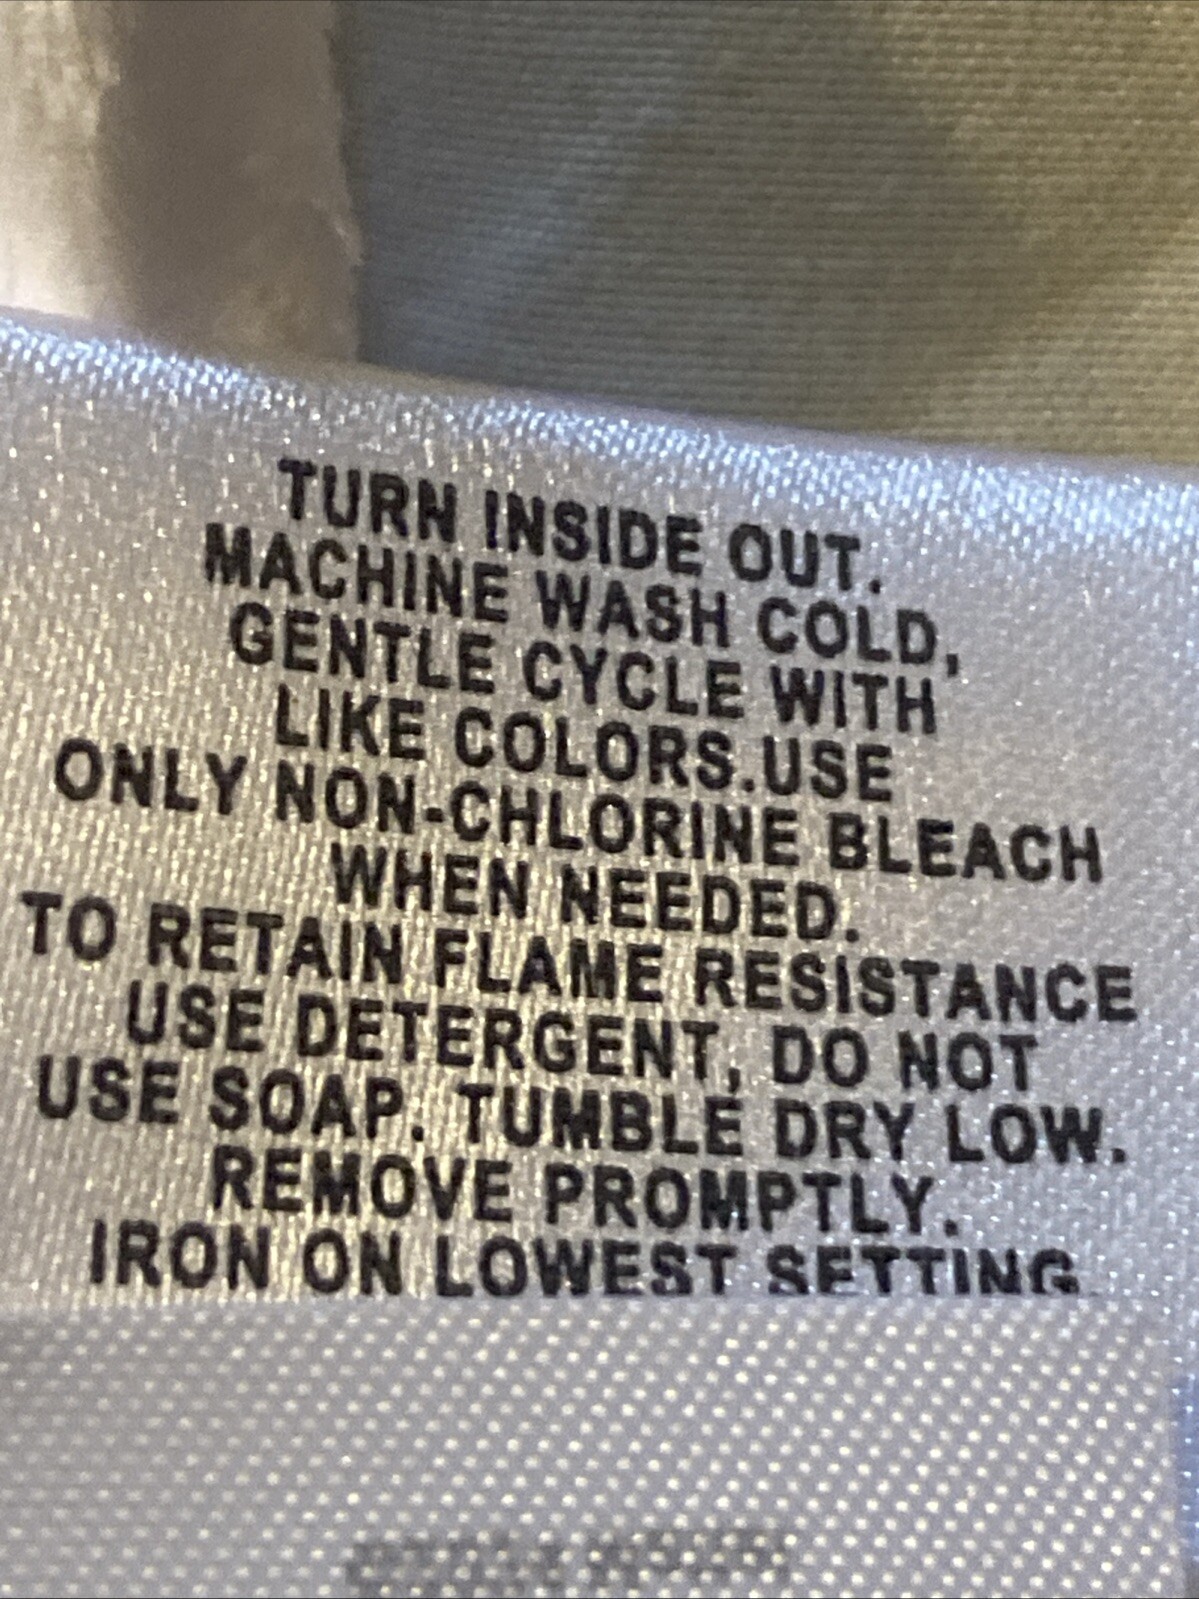 TURN INSIDE OUT.
MACHINE WASH COLD,
GENTLE CYCLE WITH
LIKE COLORS.USE
ONLY NON-CHLORINE BLEACH
WHEN NEEDED.
TO RETAIN FLAME RESISTANCE
USE DETERGENT, DO NOT
USE SOAP. TUMBLE DRY LOW.
REMOVE PROMPTLY.
IRON ON LOWEST SETTING